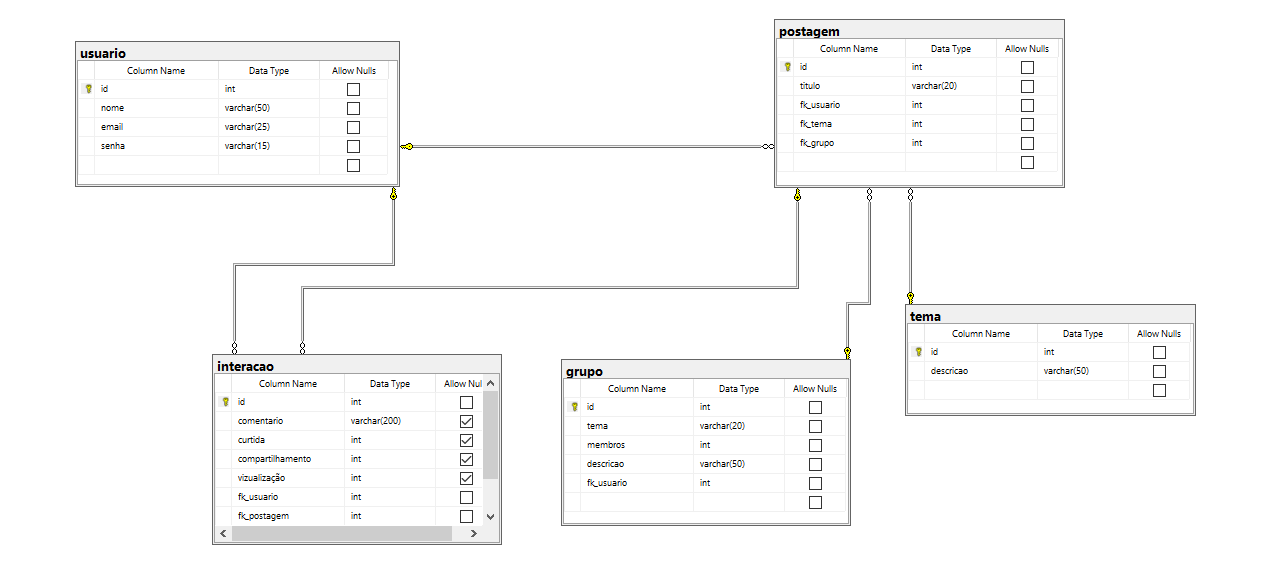 usuario
Column Name Data Type Allow Nulls
id int
nome varchar(50)
email varchar(25)
senha varchar(15)
postagem
Column Name Data Type Allow Nulls
id int
titulo varchar(20)
fk_usuario int
fk_tema int
fk_grupo int
interacao
Column Name Data Type Allow Nul
id int
comentario varchar(200)
curtida int
compartilhamento int
vizualização int
fk_usuario int
fk_postagem int
grupo
Column Name Data Type Allow Nulls
id int
tema varchar(20)
membros int
descricao varchar(50)
fk_usuario int
tema
Column Name Data Type Allow Nulls
id int
descricao varchar(50)